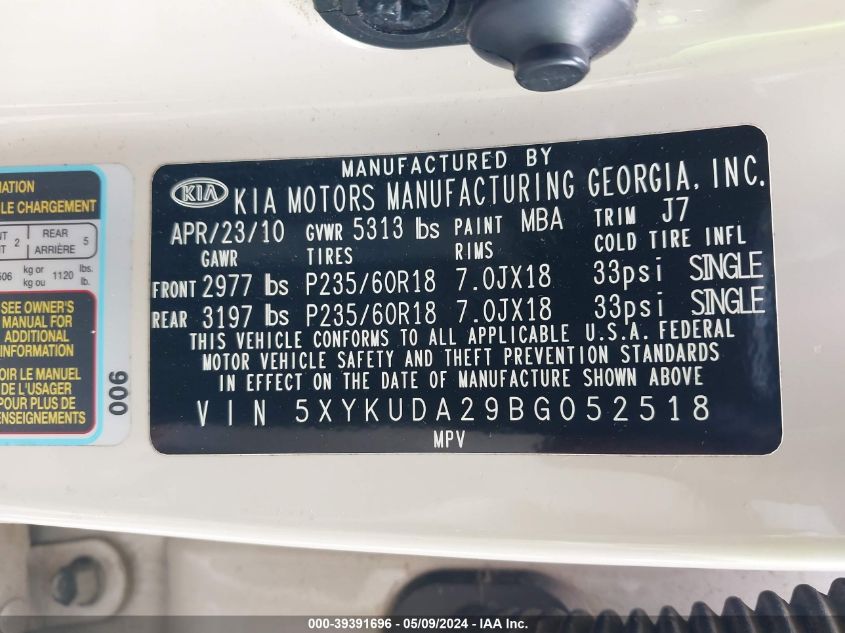 MANUFACTURED BY
KIA KIA MOTORS MANUFACTURING GEORGIA, INC.
APR/23/10 GVWR 5313 lbs PAINT MBA TRIM J7
GAWR TIRES RIMS COLD TIRE INFL
FRONT 2977 lbs P235/60R18 7.0JX18 33psi SINGLE
REAR 3197 lbs P235/60R18 7.0JX18 33psi SINGLE
THIS VEHICLE CONFORMS TO ALL APPLICABLE U.S.A. FEDERAL
MOTOR VEHICLE SAFETY AND THEFT PREVENTION STANDARDS
IN EFFECT ON THE DATE OF MANUFACTURE SHOWN ABOVE
VIN 5XYKUDA29BG052518
MPV
CHARGEMENT
2 REAR 5
ARRIÈRE
kg or 1120 lbs.
kg ou lb.
SEE OWNER'S
MANUAL FOR
ADDITIONAL
INFORMATION
LE MANUEL
DE L'USAGER
POUR PLUS DE
006
000-39391696 - 05/09/2024 - IAA Inc.